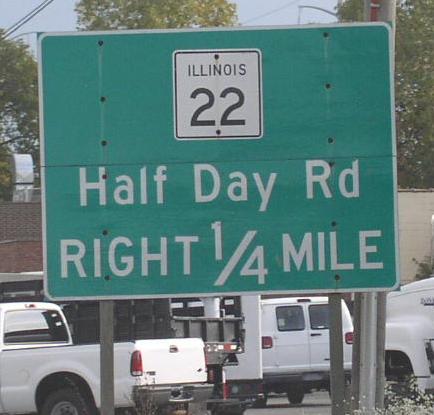 ILLINOIS
22
Half Day Rd
RIGHT 1/4 MILE